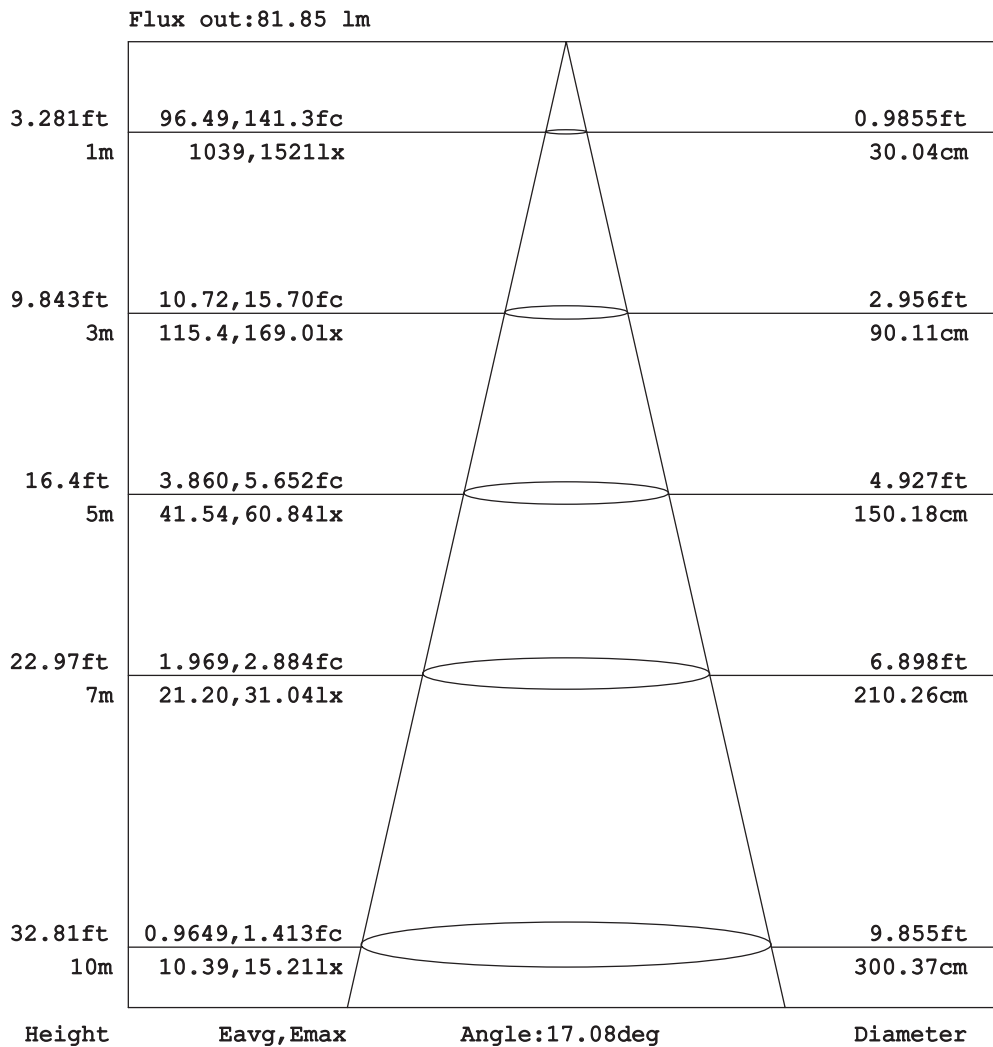 Flux out:81.85 lm
3.281ft 96.49,141.3fc 0.9855ft
1m 1039,1521lx 30.04cm
9.843ft 10.72,15.70fc 2.956ft
3m 115.4,169.0lx 90.11cm
16.4ft 3.860,5.652fc 4.927ft
5m 41.54,60.84lx 150.18cm
22.97ft 1.969,2.884fc 6.898ft
7m 21.20,31.04lx 210.26cm
32.81ft 0.9649,1.413fc 9.855ft
10m 10.39,15.21lx 300.37cm
Height Eavg,Emax Angle:17.08deg Diameter